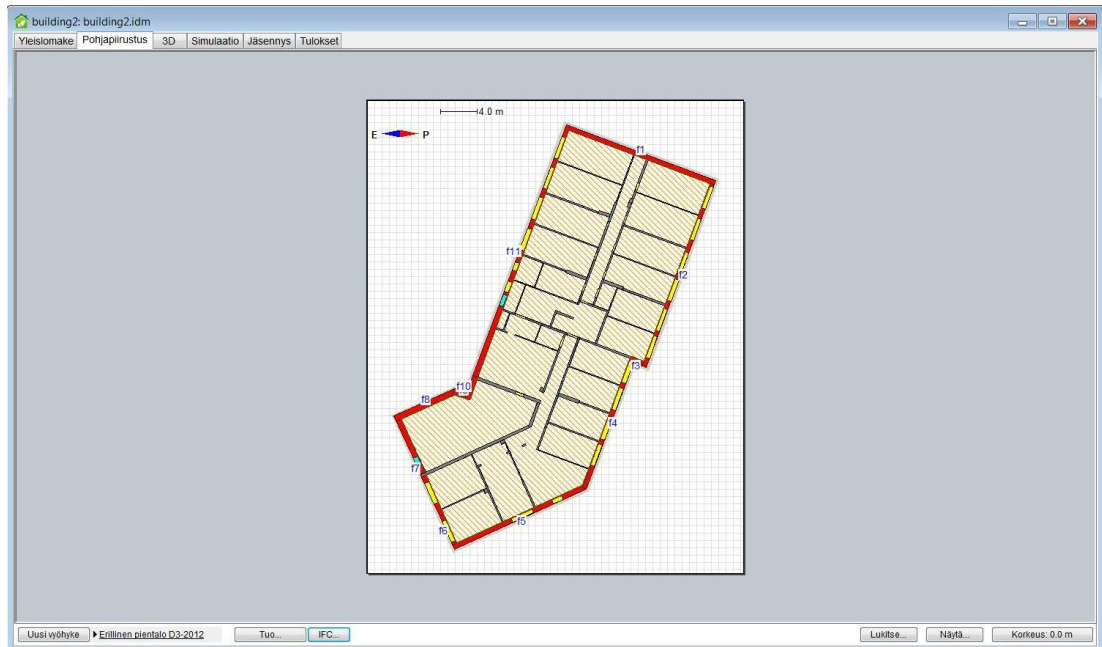 building2: building2.idm
Yleislomake Pohjapiirustus 3D Simulaatio Jäsennys Tulokset
4.0 m
E P
f1
f11
f2
f3
f10
f8
f4
f7
f5
f6
Uusi vyöhyke Erillinen pientalo D3-2012 Tuo... IFC... Lukitse... Näytä... Korkeus: 0.0 m